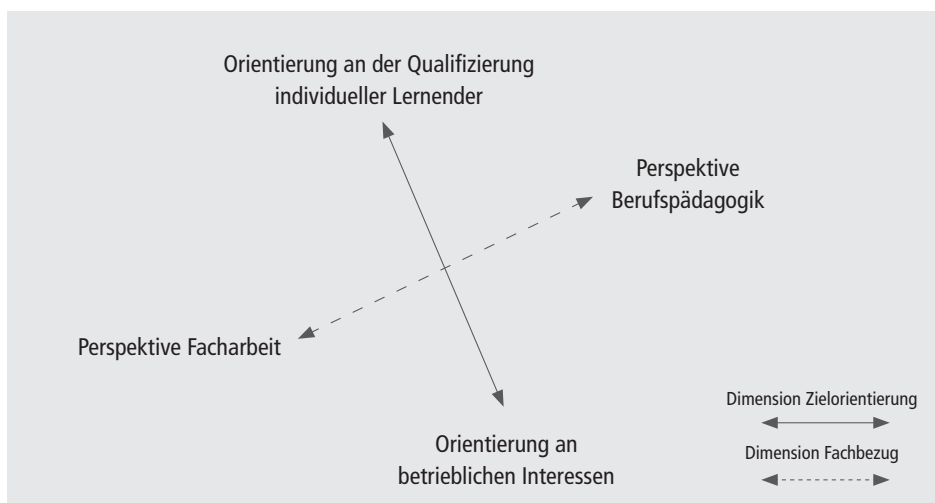 Orientierung an der Qualifizierung
individueller Lernender
Perspektive
Berufspädagogik
Perspektive Facharbeit
Orientierung an
betrieblichen Interessen
Dimension Zielorientierung
Dimension Fachbezug